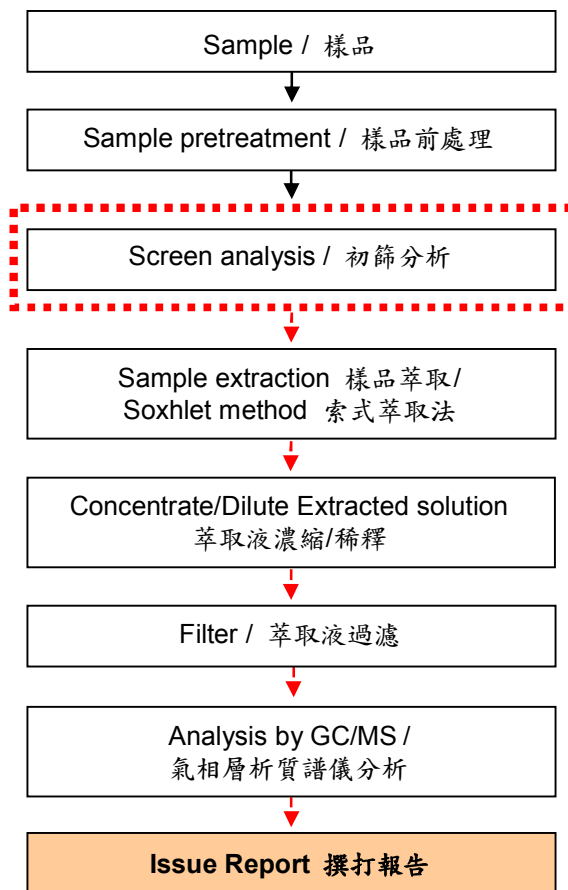 Sample / 樣品
Sample pretreatment / 樣品前處理
Screen analysis / 初篩分析
Sample extraction 樣品萃取/
Soxhlet method 索式萃取法
Concentrate/Dilute Extracted solution
萃取液濃縮/稀釋
Filter / 萃取液過濾
Analysis by GC/MS /
氣相層析質譜儀分析
Issue Report 撰打報告